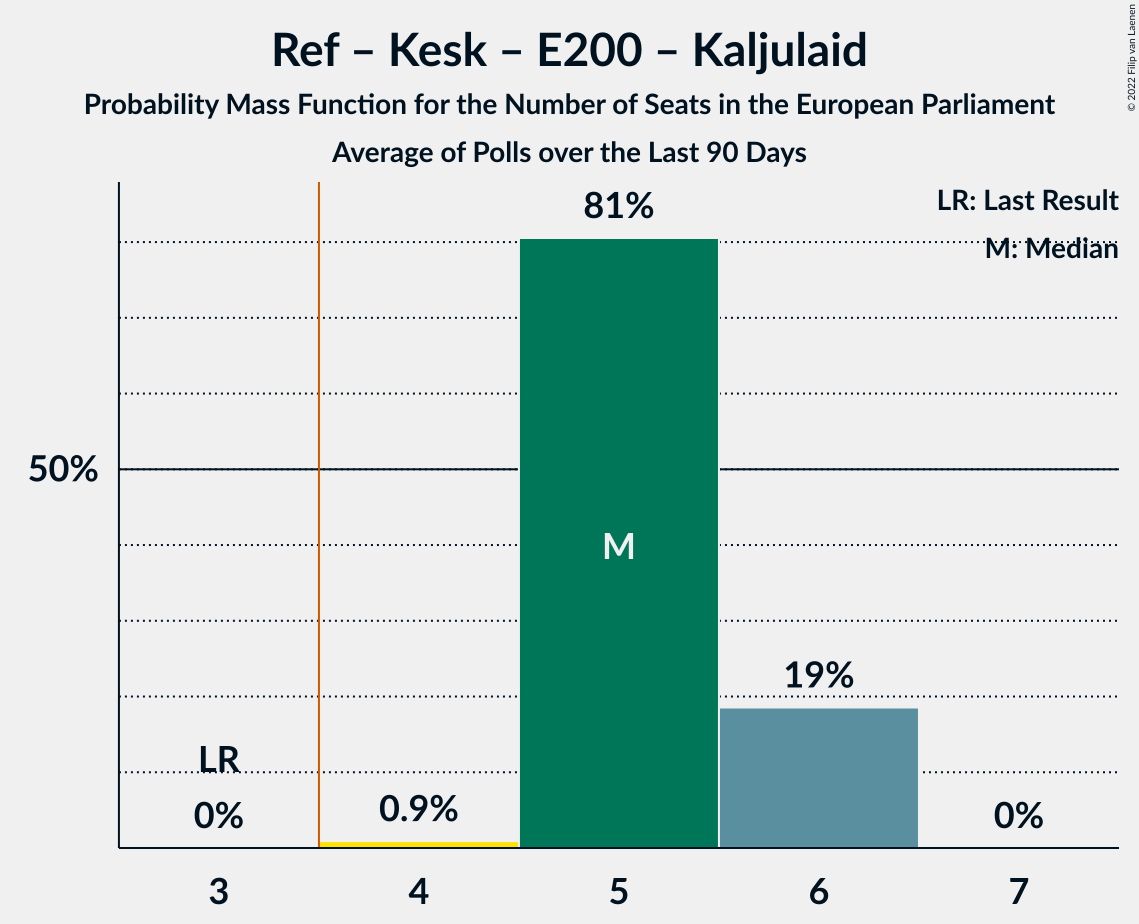 Ref – Kesk – E200 – Kaljulaid
Probability Mass Function for the Number of Seats in the European Parliament
Average of Polls over the Last 90 Days
© 2022 Filip van Laenen
LR: Last Result
M: Median
81%
50%
M
19%
LR
0%
0.9%
0%
3
4
5
6
7